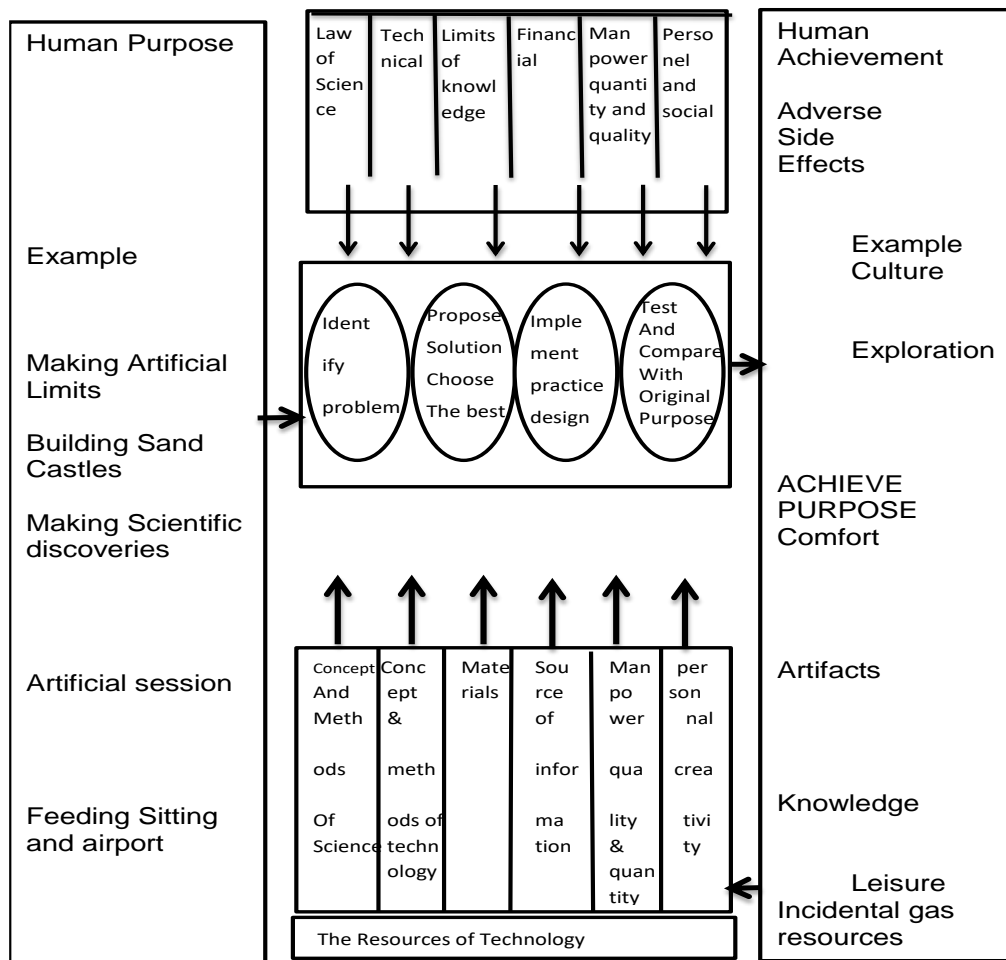 Human Purpose
Example
Making Artificial
Limits
Building Sand
Castles
Making Scientific
discoveries
Artificial session
Feeding Sitting
and airport
Law
of
Scien
ce
Tech
nical
Limits
of
knowl
edge
Financ
ial
Man
power
quanti
ty and
quality
Perso
nel
and
social
Ident
ify
problem
Propose
Solution
Choose
The best
Imple
ment
practice
design
Test
And
Compare
With
Original
Purpose
Concept
And
Meth
ods
Of
Science
Conc
ept
&
meth
ods of
techn
ology
Mate
rials
Sou
rce
of
infor
ma
tion
Man
po
wer
qua
lity
&
quan
tity
per
son
nal
crea
tivi
ty
The Resources of Technology
Human
Achievement
Adverse
Side
Effects
Example
Culture
Exploration
ACHIEVE
PURPOSE
Comfort
Artifacts
Knowledge
Leisure
Incidental gas
resources